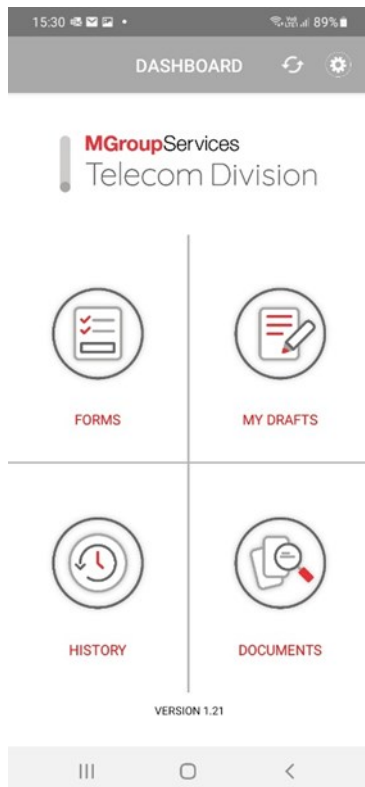 15:30 89%
DASHBOARD
MGroupServices
Telecom Division
FORMS
MY DRAFTS
HISTORY
DOCUMENTS
VERSION 1.21